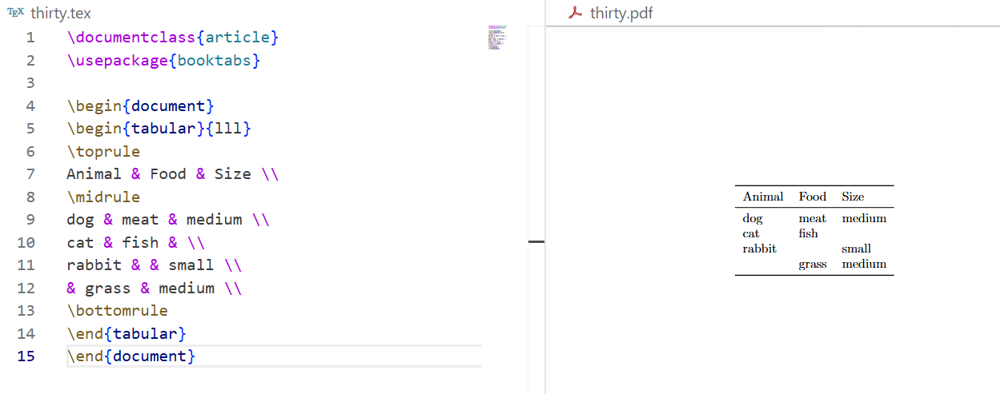 TEX thirty.tex
1 \documentclass{article}
2 \usepackage{booktabs}
3
4 \begin{document}
5 \begin{tabular}{lll}
6 \toprule
7 Animal & Food & Size \\
8 \midrule
9 dog & meat & medium \\
10 cat & fish & \\
11 rabbit & & small \\
12 & grass & medium \\
13 \bottomrule
14 \end{tabular}
15 \end{document}
thirty.pdf
Animal Food Size
dog meat medium
cat fish
rabbit small
grass medium